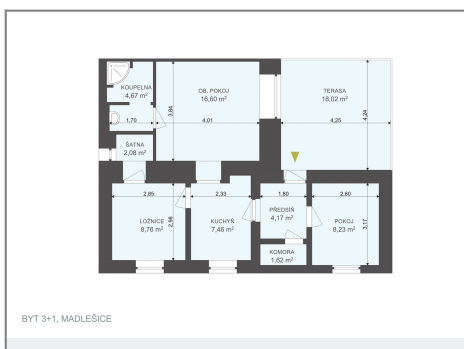 KOUPELNA
4,67 m²
1,70
OB. POKOJ
16,60 m²
3,84
4,01
TERASA
18,02 m²
4,25
4,24
ŠATNA
2,08 m²
2,85
LOŽNICE
8,76 m²
2,98
2,33
KUCHYŇ
7,46 m²
1,80
PŘEDSÍŇ
4,17 m²
2,60
POKOJ
8,23 m²
3,17
KOMORA
1,62 m²
BYT 3+1, MADLEŠICE